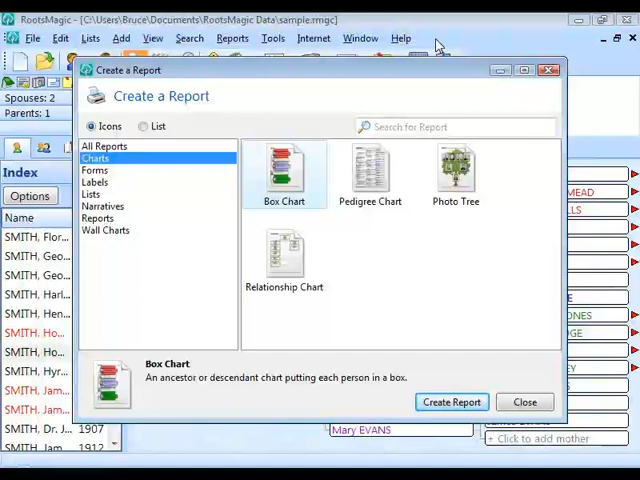 RootsMagic - [C:\Users\Bruce\Documents\RootsMagic Data\sample.rmgc]
File Edit Lists Add View Search Reports Tools Internet Window Help
Spouses: 2
Parents: 1
Index
Options
Name
SMITH, Flor...
SMITH, Geo...
SMITH, Geo...
SMITH, Harl...
SMITH, Hen...
SMITH, Ho...
SMITH, Ho...
SMITH, Hyr...
SMITH, Jam...
SMITH, Jam...
SMITH, Dr. J... 1907
SMITH, Jam... 1912
Create a Report
Create a Report
Icons List
Search for Report
All Reports
Charts
Forms
Labels
Lists
Narratives
Reports
Wall Charts
Box Chart Pedigree Chart Photo Tree
Relationship Chart
Box Chart
An ancestor or descendant chart putting each person in a box.
Create Report Close
Mary EVANS
+ Click to add mother